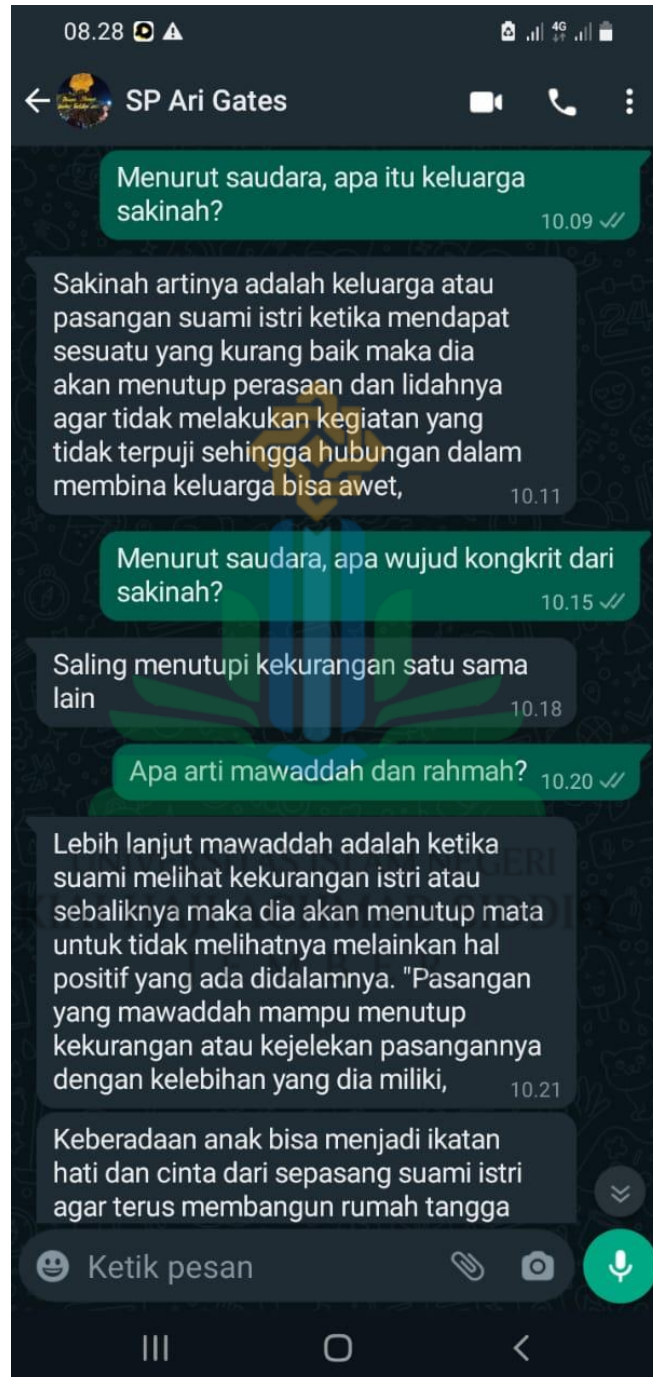 08.28
4G
SP Ari Gates
Menurut saudara, apa itu keluarga
sakinah?
10.09
Sakinah artinya adalah keluarga atau
pasangan suami istri ketika mendapat
sesuatu yang kurang baik maka dia
akan menutup perasaan dan lidahnya
agar tidak melakukan kegiatan yang
tidak terpuji sehingga hubungan dalam
membina keluarga bisa awet,
10.11
Menurut saudara, apa wujud kongkrit dari
sakinah?
10.15
Saling menutupi kekurangan satu sama
lain
10.18
Apa arti mawaddah dan rahmah?
10.20
Lebih lanjut mawaddah adalah ketika
suami melihat kekurangan istri atau
sebaliknya maka dia akan menutup mata
untuk tidak melihatnya melainkan hal
positif yang ada didalamnya. "Pasangan
yang mawaddah mampu menutup
kekurangan atau kejelekan pasangannya
dengan kelebihan yang dia miliki,
10.21
Keberadaan anak bisa menjadi ikatan
hati dan cinta dari sepasang suami istri
agar terus membangun rumah tangga
Ketik pesan